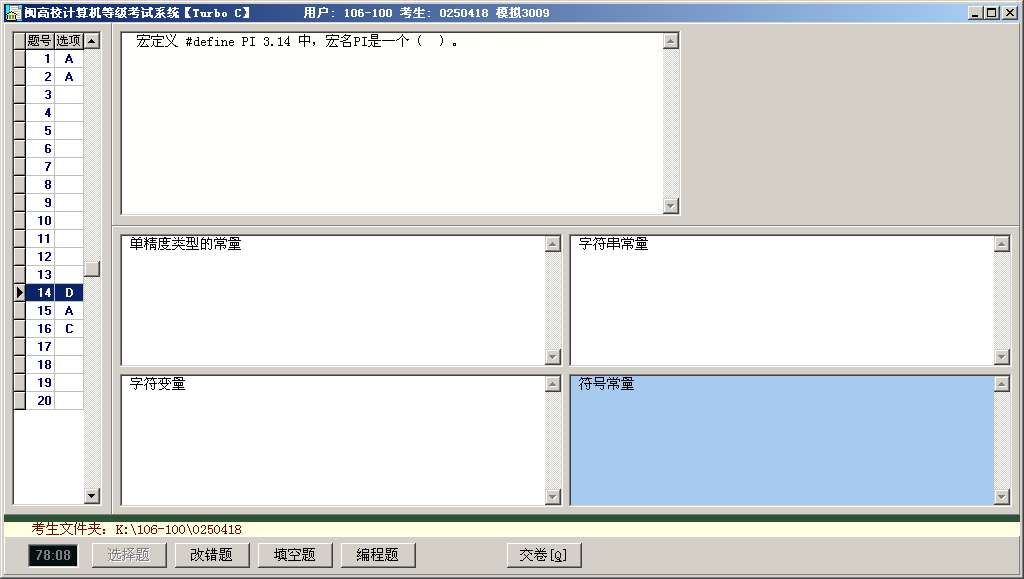 闽高校计算机等级考试系统【Turbo C】 用户: 106-100 考生: 0250418 模拟3009
题号 选项
1 A
2 A
3
4
5
6
7
8
9
10
11
12
13
14 D
15 A
16 C
17
18
19
20
宏定义 #define PI 3.14 中，宏名PI是一个（ ）。
单精度类型的常量
字符串常量
字符变量
符号常量
考生文件夹: K:\106-100\0250418
78:08 选择题 改错题 填空题 编程题 交卷[Q]